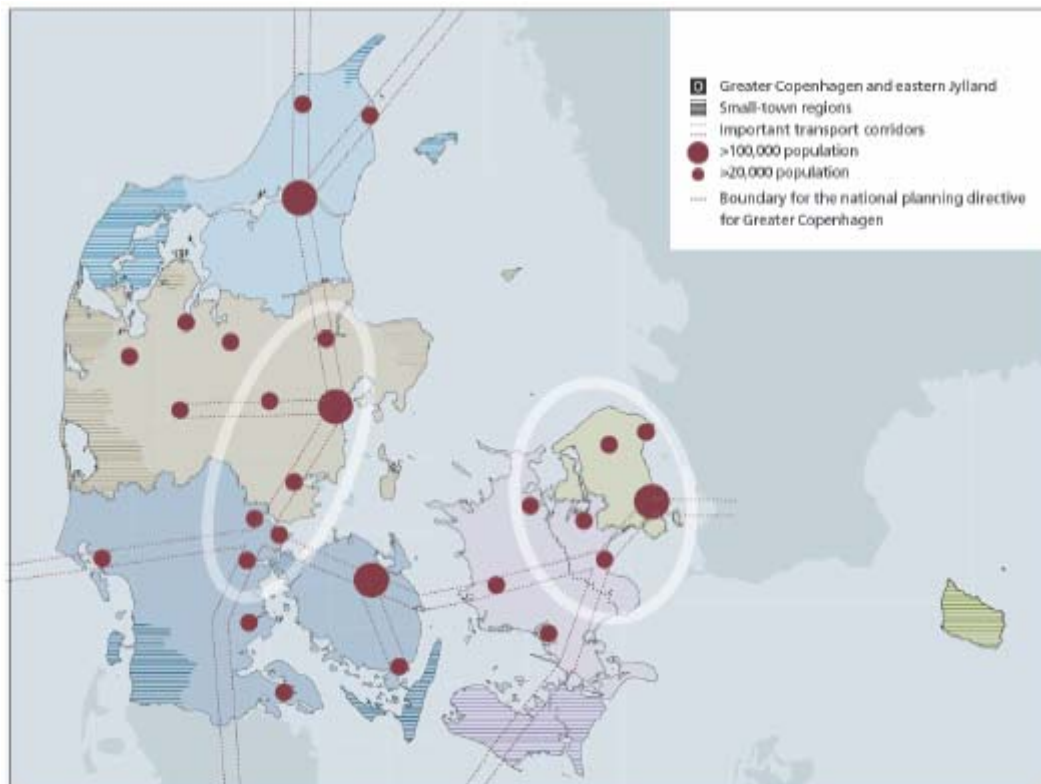 Greater Copenhagen and eastern Jylland
Small-town regions
Important transport corridors
>100,000 population
>20,000 population
Boundary for the national planning directive
for Greater Copenhagen